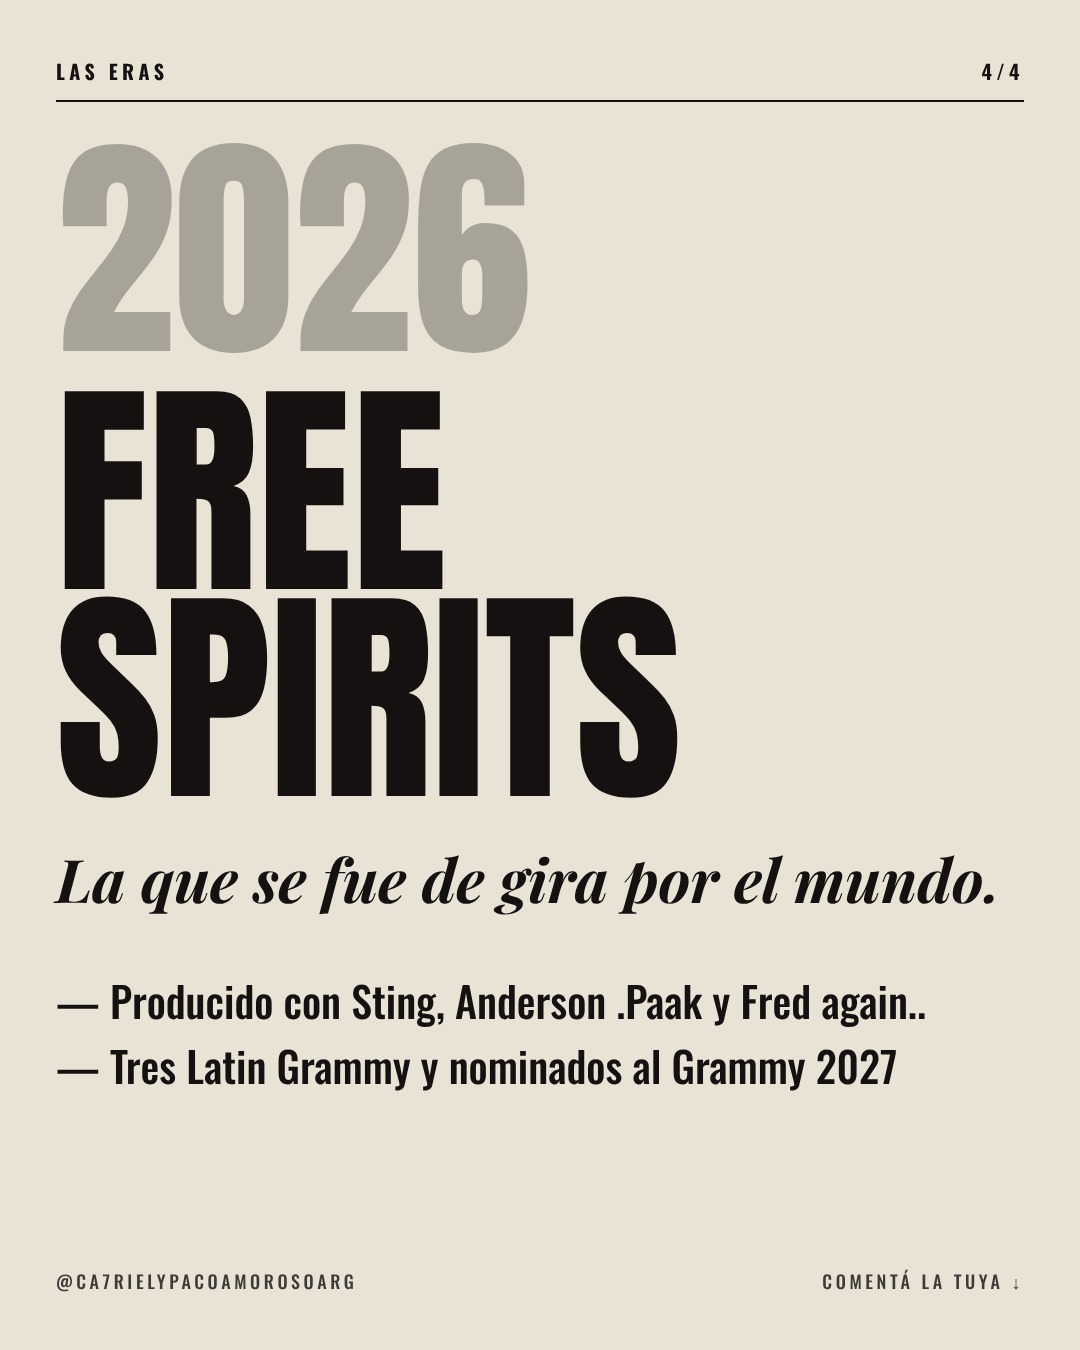 LAS ERAS
4/4
2026
FREE
SPIRITS
La que se fue de gira por el mundo.
— Producido con Sting, Anderson .Paak y Fred again..
— Tres Latin Grammy y nominados al Grammy 2027
@CA7RIELYPACOAMOROSOARG
COMENTÁ LA TUYA ↓